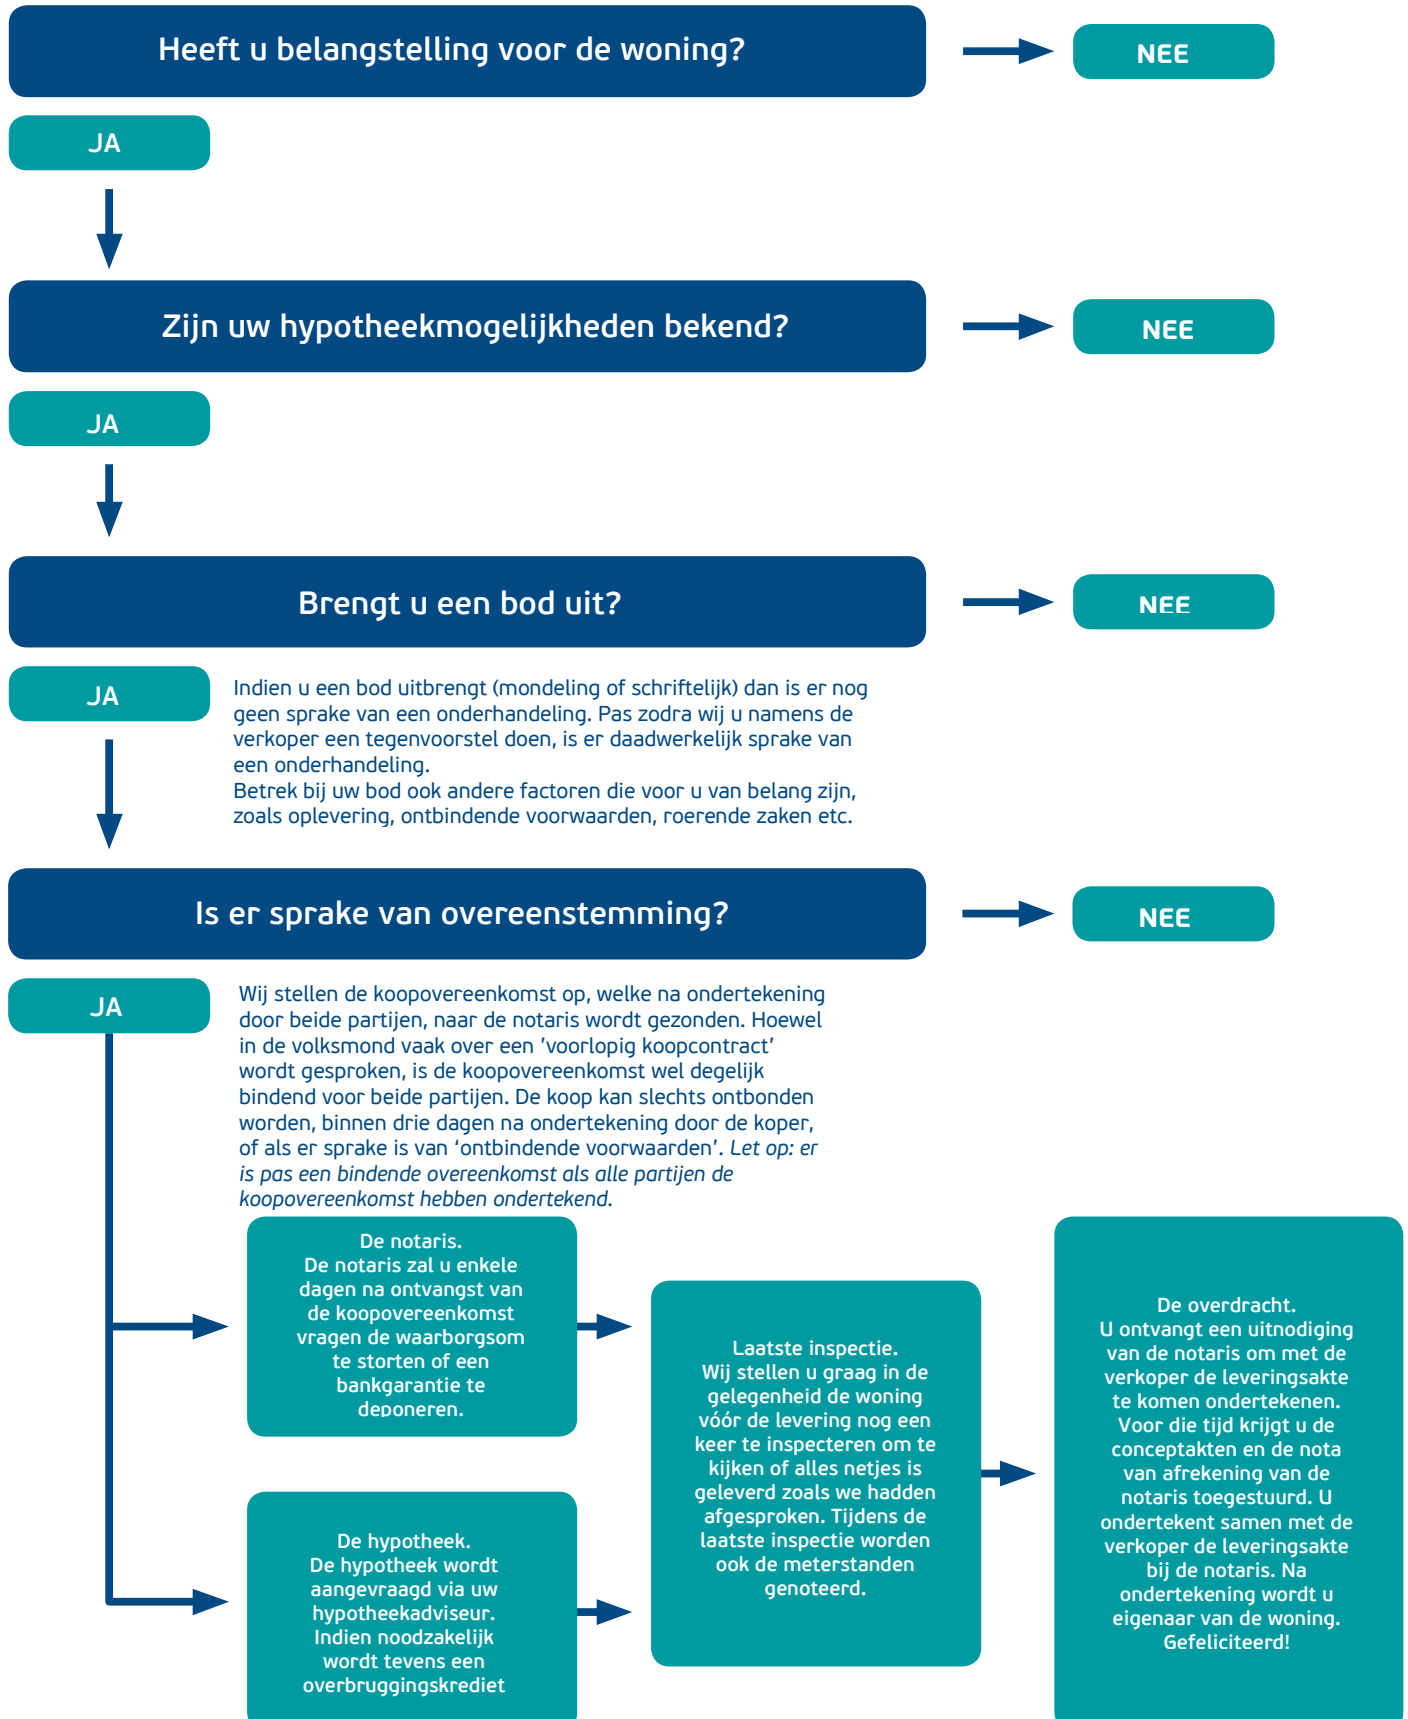 Heeft u belangstelling voor de woning?
NEE
JA
Zijn uw hypotheekmogelijkheden bekend?
NEE
JA
Brengt u een bod uit?
NEE
JA
Indien u een bod uitbrengt (mondeling of schriftelijk) dan is er nog
geen sprake van een onderhandeling. Pas zodra wij u namens de
verkoper een tegenvoorstel doen, is er daadwerkelijk sprake van
een onderhandeling.
Betrek bij uw bod ook andere factoren die voor u van belang zijn,
zoals oplevering, ontbindende voorwaarden, roerende zaken etc.
Is er sprake van overeenstemming?
NEE
JA
Wij stellen de koopovereenkomst op, welke na ondertekening
door beide partijen, naar de notaris wordt gezonden. Hoewel
in de volksmond vaak over een ’voorlopig koopcontract’
wordt gesproken, is de koopovereenkomst wel degelijk
bindend voor beide partijen. De koop kan slechts ontbonden
worden, binnen drie dagen na ondertekening door de koper,
of als er sprake is van ‘ontbindende voorwaarden’. Let op: er
is pas een bindende overeenkomst als alle partijen de
koopovereenkomst hebben ondertekend.
De notaris.
De notaris zal u enkele
dagen na ontvangst van
de koopovereenkomst
vragen de waarborgsom
te storten of een
bankgarantie te
deponeren.
De hypotheek.
De hypotheek wordt
aangevraagd via uw
hypotheekadviseur.
Indien noodzakelijk
wordt tevens een
overbruggingskrediet
Laatste inspectie.
Wij stellen u graag in de
gelegenheid de woning
vóór de levering nog een
keer te inspecteren om te
kijken of alles netjes is
geleverd zoals we hadden
afgesproken. Tijdens de
laatste inspectie worden
ook de meterstanden
genoteerd.
De overdracht.
U ontvangt een uitnodiging
van de notaris om met de
verkoper de leveringsakte
te komen ondertekenen.
Voor die tijd krijgt u de
conceptakten en de nota
van afrekening van de
notaris toegestuurd. U
ondertekent samen met de
verkoper de leveringsakte
bij de notaris. Na
ondertekening wordt u
eigenaar van de woning.
Gefeliciteerd!